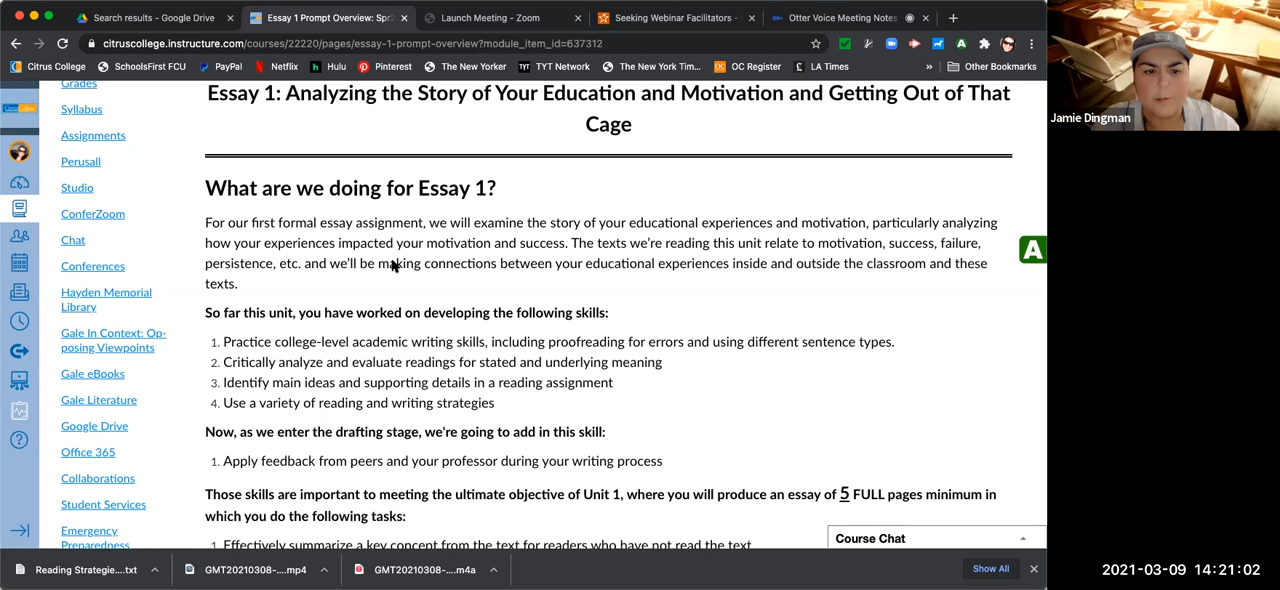 Search results - Google Drive
Essay 1 Prompt Overview: Spr2
Launch Meeting - Zoom
Seeking Webinar Facilitators -
Otter Voice Meeting Notes
citruscollege.instructure.com/courses/22220/pages/essay-1-prompt-overview?module_item_id=637312
Citrus College
SchoolsFirst FCU
PayPal
Netflix
Hulu
Pinterest
The New Yorker
TYT Network
The New York Tim...
OC Register
LA Times
»
Other Bookmarks
Grades
Syllabus
Assignments
Perusall
Studio
ConferZoom
Chat
Conferences
Hayden Memorial
Library
Gale In Context: Op-
posing Viewpoints
Gale eBooks
Gale Literature
Google Drive
Office 365
Collaborations
Student Services
Emergency
Preparedness
Essay 1: Analyzing the Story of Your Education and Motivation and Getting Out of That
Cage
What are we doing for Essay 1?
For our first formal essay assignment, we will examine the story of your educational experiences and motivation, particularly analyzing
how your experiences impacted your motivation and success. The texts we're reading this unit relate to motivation, success, failure,
persistence, etc. and we'll be making connections between your educational experiences inside and outside the classroom and these
texts.
So far this unit, you have worked on developing the following skills:
1. Practice college-level academic writing skills, including proofreading for errors and using different sentence types.
2. Critically analyze and evaluate readings for stated and underlying meaning
3. Identify main ideas and supporting details in a reading assignment
4. Use a variety of reading and writing strategies
Now, as we enter the drafting stage, we're going to add in this skill:
1. Apply feedback from peers and your professor during your writing process
Those skills are important to meeting the ultimate objective of Unit 1, where you will produce an essay of 5 FULL pages minimum in
which you do the following tasks:
1. Effectively summarize a key concept from the text for readers who have not read the text
A
Course Chat
Reading Strategie....txt
GMT20210308-....mp4
GMT20210308-....m4a
Show All
Jamie Dingman
2021-03-09 14:21:02